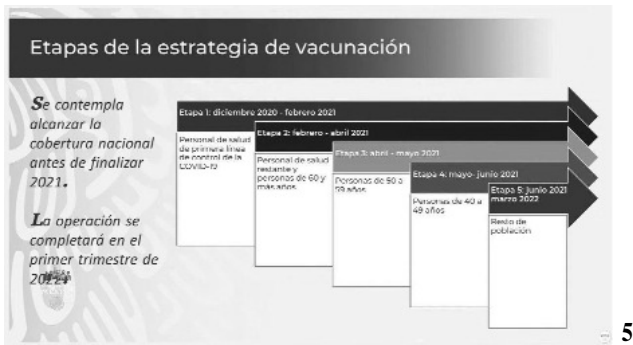 Etapas de la estrategia de vacunación
Se contempla
alcanzar la
cobertura nacional
antes de finalizar
2021.
La operación se
completará en el
primer trimestre de
Etapa 1: diciembre 2020 - febrero 2021
Personal de salud
de primera línea
de control de la
COVID-19
Etapa 2: febrero - abril 2021
Personal de salud
restante y
personas de 60 y
más años
Etapa 3: abril - mayo 2021
Personas de 50 a
59 años
Etapa 4: mayo- junio 2021
Personas de 40 a
49 años
Etapa 5: junio 2021
marzo 2022
Resto de
población
5